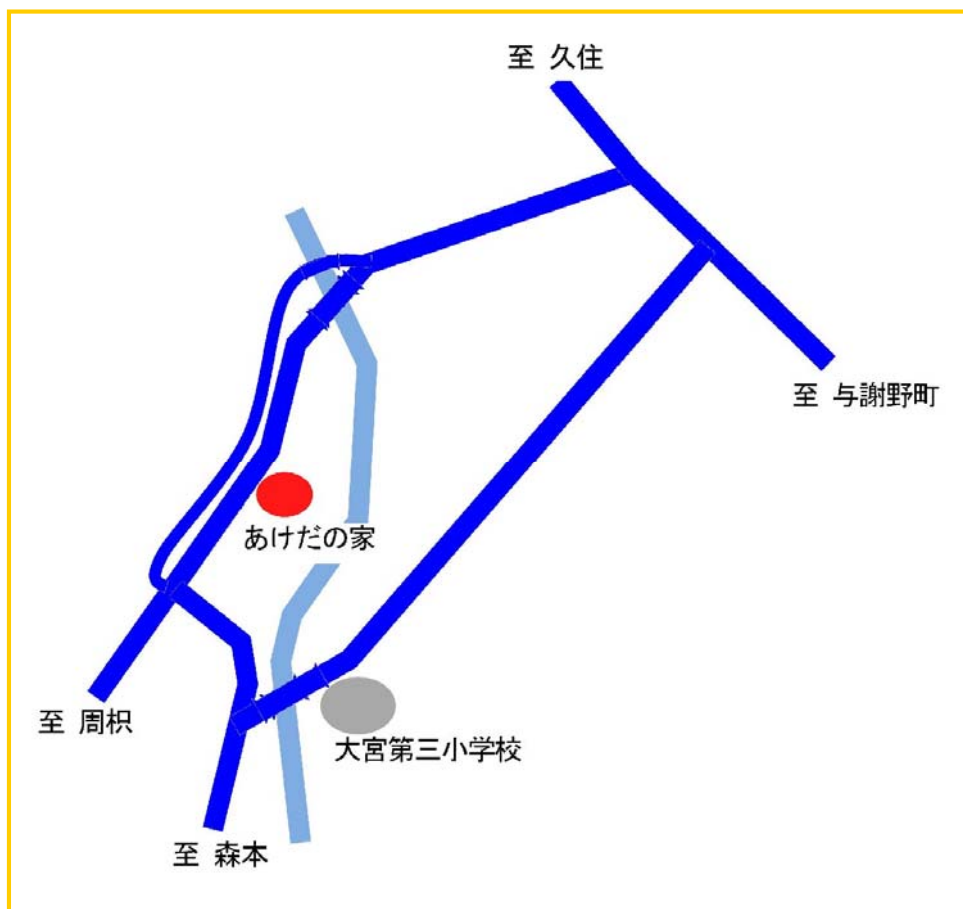 至 久住
至 与謝野町
あけだの家
至 周枳
大宮第三小学校
至 森本